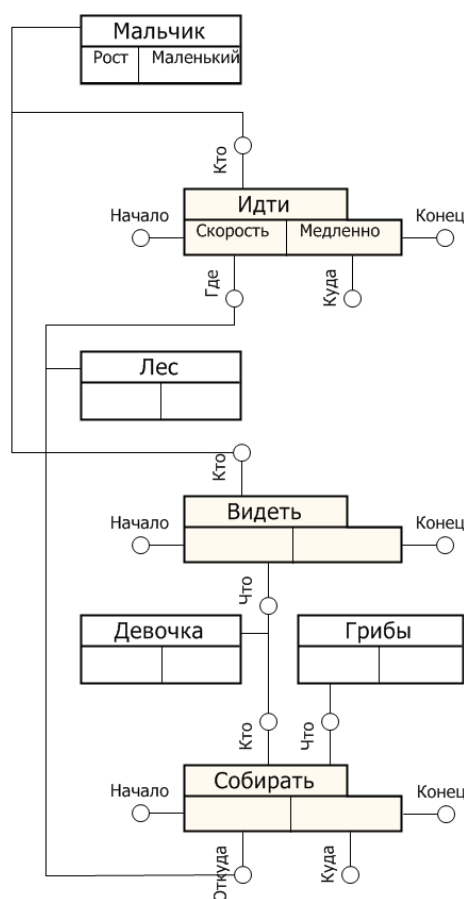 Мальчик
Рост Маленький
Кто
Идти
Начало Конец
Скорость Медленно
Где Куда
Лес
Кто
Видеть
Начало Конец
Что
Девочка Грибы
Кто Что
Собирать
Начало Конец
Откуда Куда